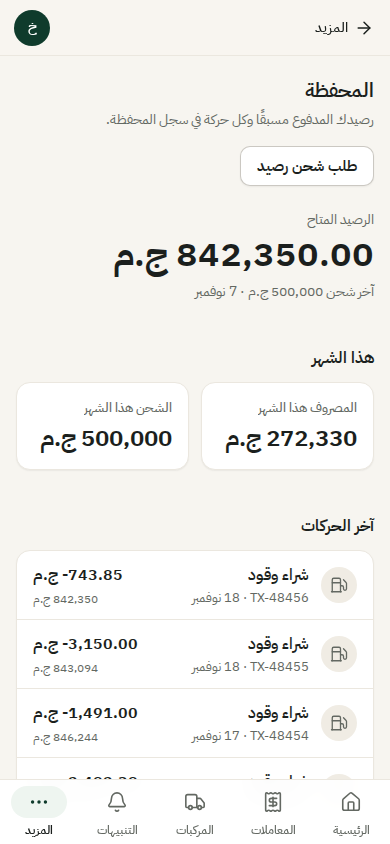 المزيد
خ
المحفظة
رصيدك المدفوع مسبقًا وكل حركة في سجل المحفظة.
طلب شحن رصيد
الرصيد المتاح
842,350.00 ج.م
آخر شحن 500,000 ج.م · 7 نوفمبر
هذا الشهر
المصروف هذا الشهر
272,330 ج.م
الشحن هذا الشهر
500,000 ج.م
آخر الحركات
شراء وقود
-743.85 ج.م
TX-48456 · 18 نوفمبر
842,350 ج.م
شراء وقود
-3,150.00 ج.م
TX-48455 · 18 نوفمبر
843,094 ج.م
شراء وقود
-1,491.00 ج.م
TX-48454 · 17 نوفمبر
846,244 ج.م
الرئيسية
المعاملات
المركبات
التنبيهات
المزيد